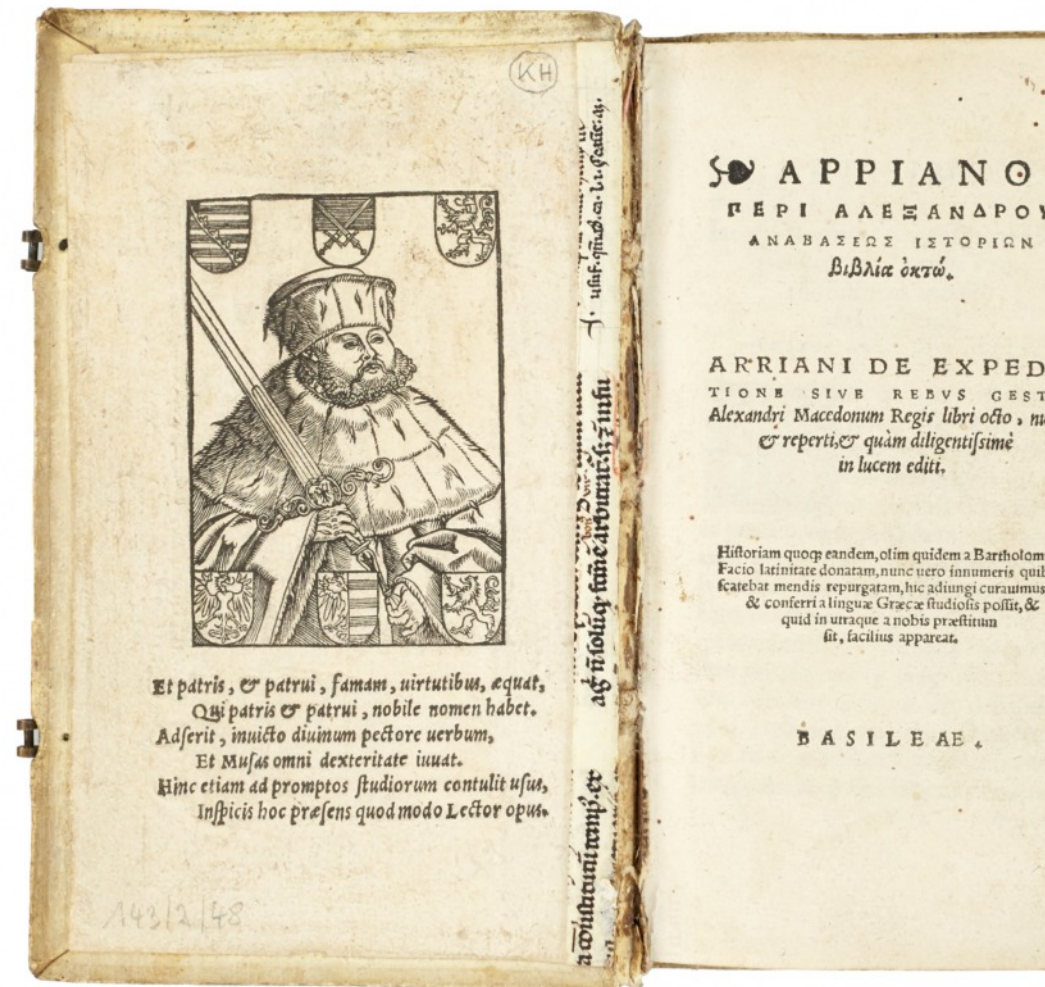 KH
Et patris, & patrui, famam, uirtutibus, æquat,
Qui patris & patrui, nobile nomen habet.
Adserit, inuicto diuinum pectore uerbum,
Et Musas omni dexteritate iuuat.
Hinc etiam ad promptos studiorum contulit usus,
Inspicis hoc præsens quod modo Lector opus.
143/2/48
ΑΡΡΙΑΝΟ
ΠΕΡΙ ΑΛΕΞΑΝΔΡΟΥ
ΑΝΑΒΑΣΕΩΣ ΙΣΤΟΡΙΩΝ
Βιβλία ὀκτώ.
ARRIANI DE EXPED
TIONE SIVE REBVS GEST
Alexandri Macedonum Regis libri octo, nu
& reperti, & quàm diligentissimè
in lucem editi.
Historiam quoqꝫ eandem, olim quidem a Bartholom
Facio latinitate donatam, nunc uero innumeris quib
scatebat mendis repurgatam, hic adiungi curauimus
& conferri a linguæ Græcæ studiosis possit, &
quid in utraque a nobis præstitum
sit, facilius appareat.
BASILEAE.